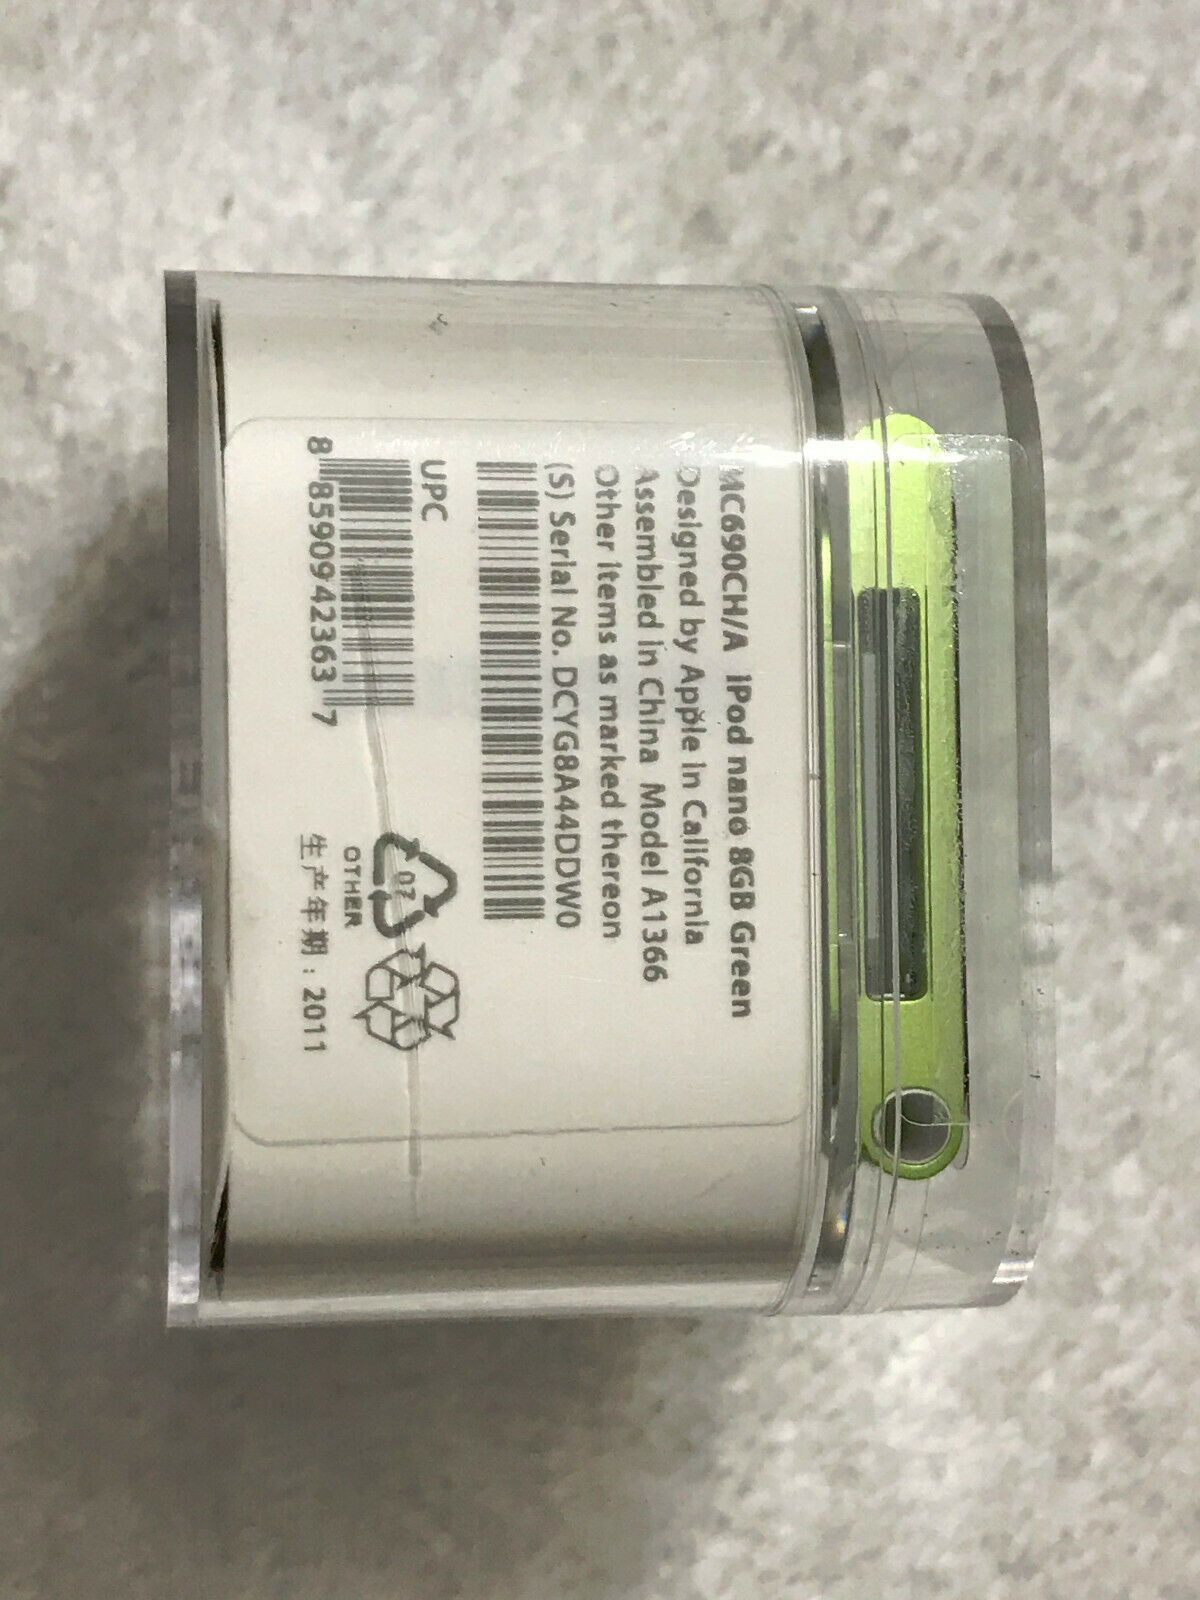 MC690CH/A iPod nano 8GB Green
Designed by Apple in California
Assembled in China Model A1366
Other items as marked thereon
(S) Serial No. DCYG8A44DDW0
UPC
8 85909 42363 7
07
OTHER
生产年期：2011